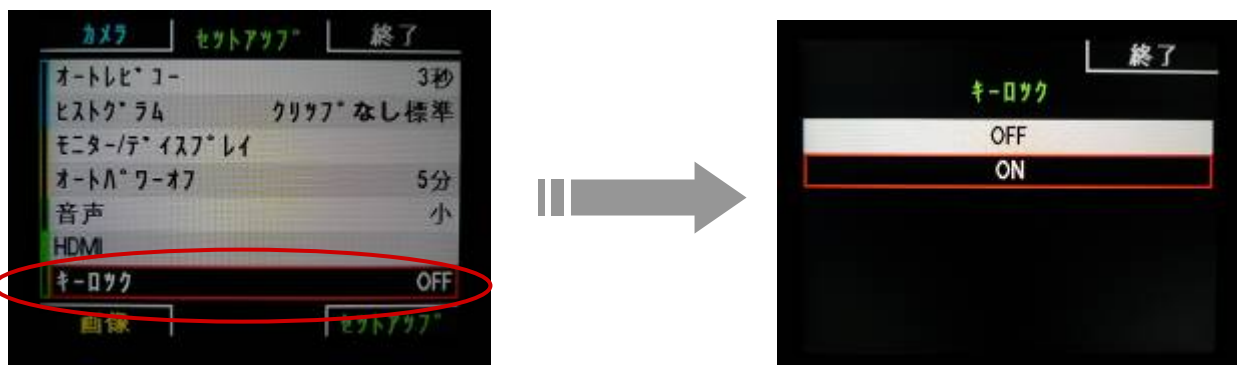 カメラ セットアップ 終了
オートレビュー 3秒
ヒストグラム クリップなし標準
モニター/ディスプレイ
オートパワーオフ 5分
音声 小
HDMI
キーロック OFF
画像 セットアップ
終了
キーロック
OFF
ON